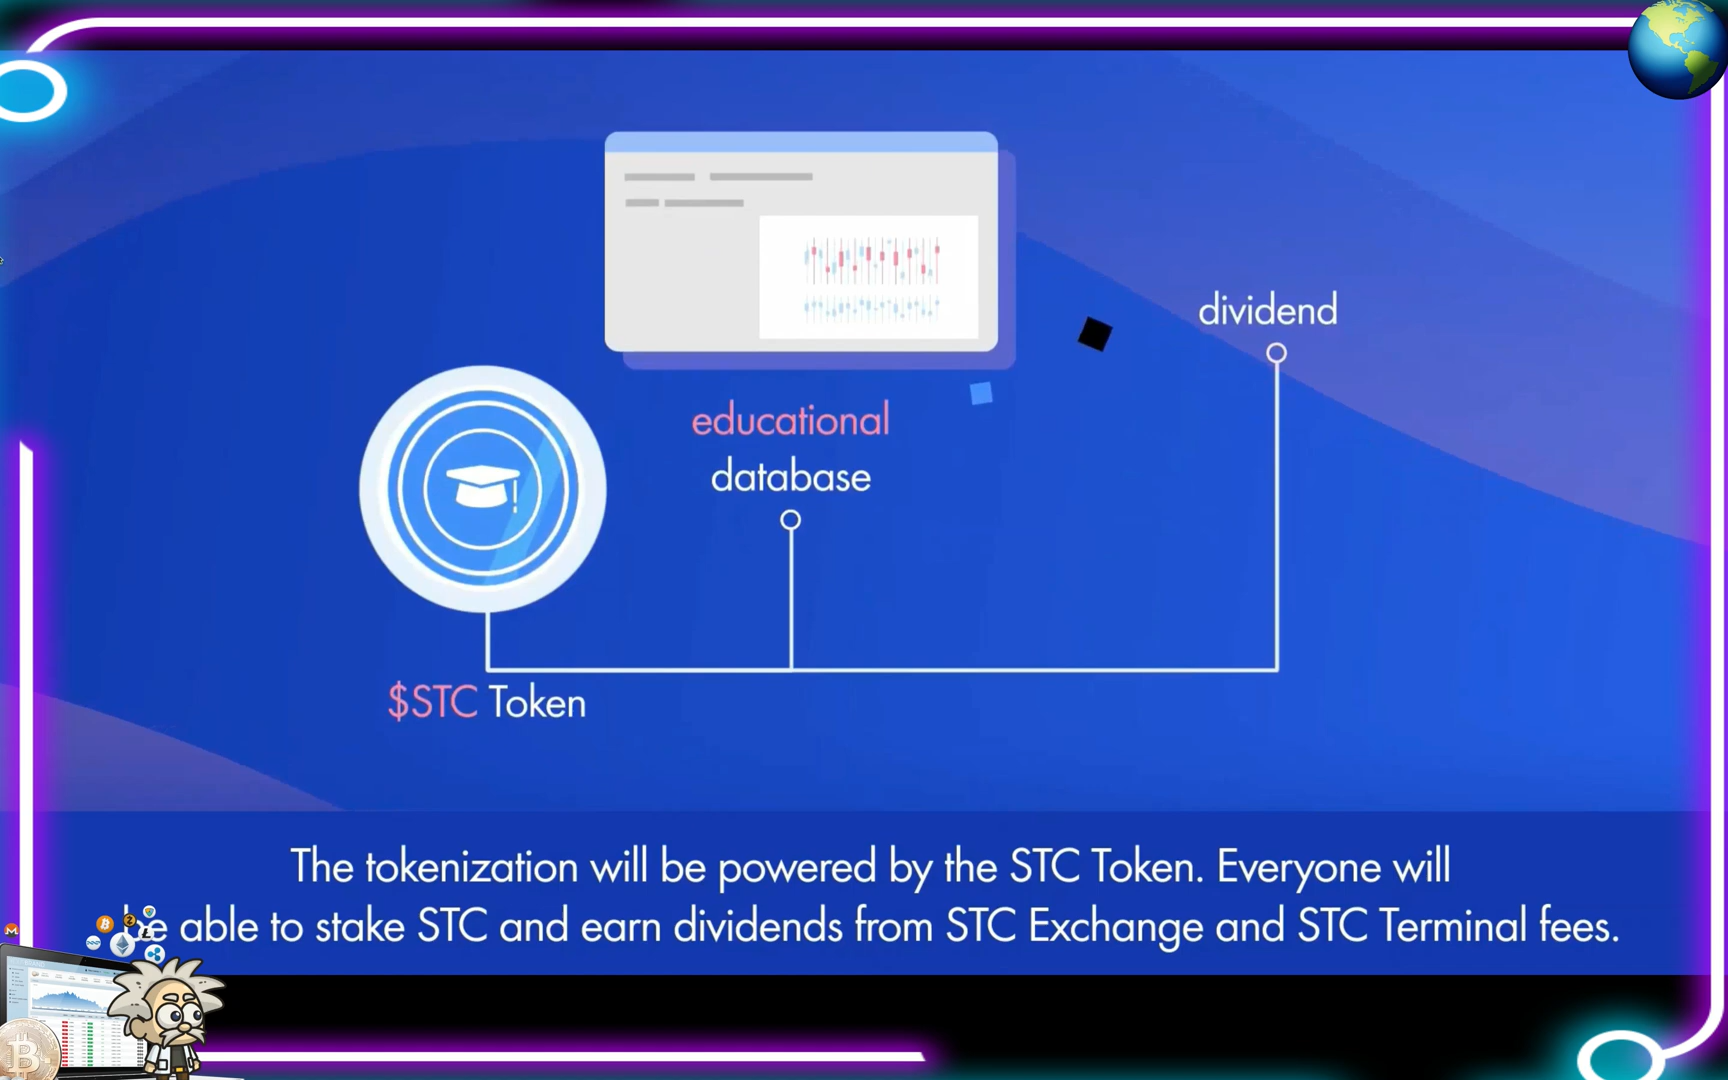 dividend
educational
database
$STC Token
The tokenization will be powered by the STC Token. Everyone will
be able to stake STC and earn dividends from STC Exchange and STC Terminal fees.